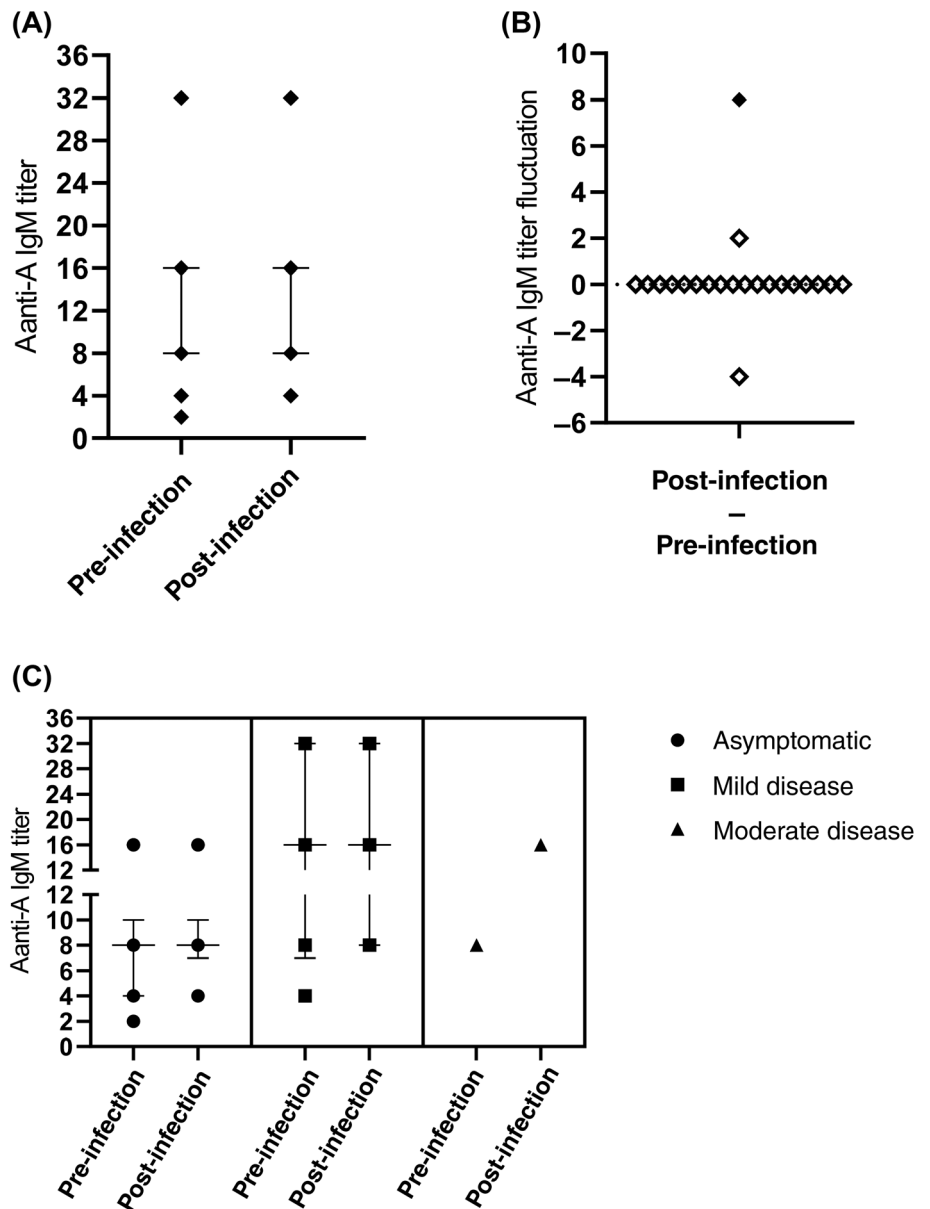 (A)
Aanti-A IgM titer
36
32
28
24
20
16
12
8
4
0
Pre-infection
Post-infection
(B)
Aanti-A IgM titer fluctuation
10
8
6
4
2
0
–2
–4
–6
Post-infection
–
Pre-infection
(C)
Aanti-A IgM titer
36
32
28
24
20
16
12
12
10
8
6
4
2
0
Pre-infection
Post-infection
Pre-infection
Post-infection
Pre-infection
Post-infection
Asymptomatic
Mild disease
Moderate disease